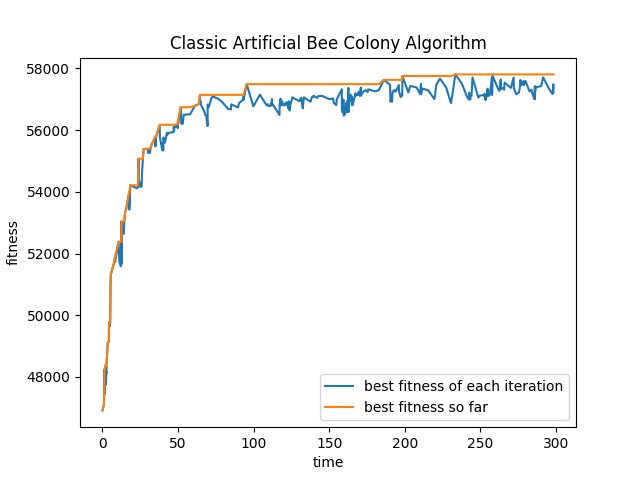 Classic Artificial Bee Colony Algorithm
58000
56000
54000
52000
50000
48000
fitness
0
50
100
150
200
250
300
time
best fitness of each iteration
best fitness so far